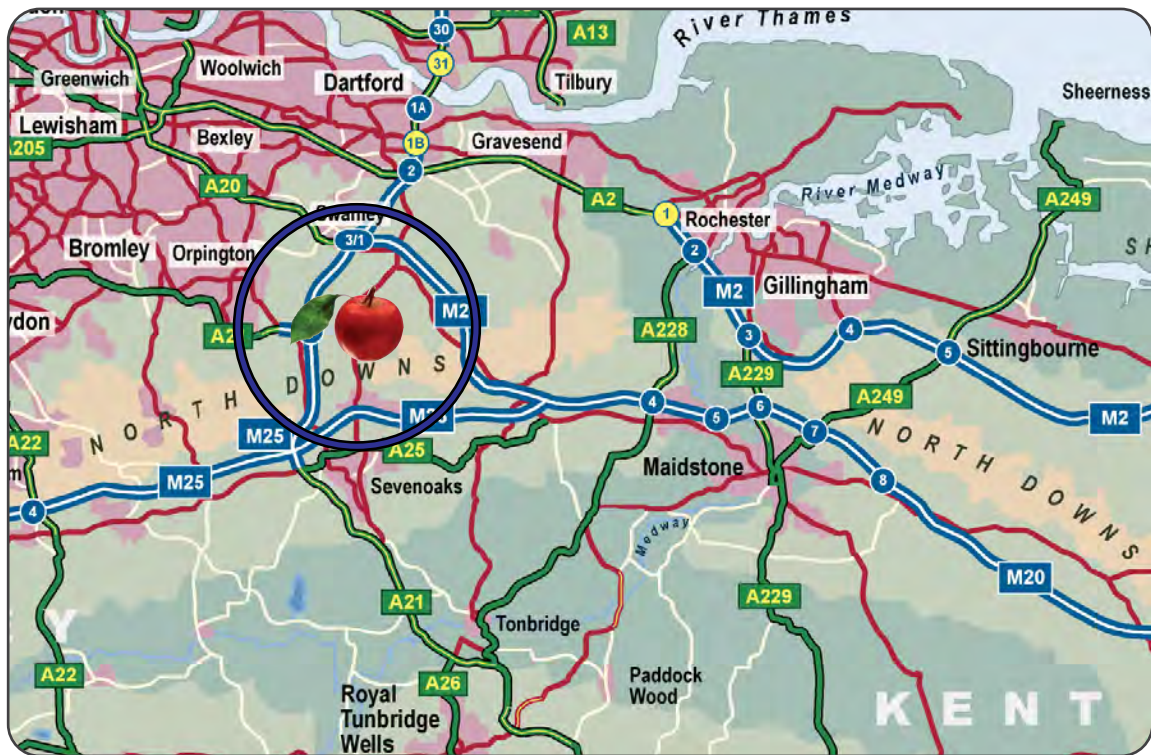 River Thames
30
A13
31
Greenwich
Woolwich
Dartford
Tilbury
Sheerness
1A
Lewisham
Bexley
1B
Gravesend
A205
2
A20
A2
River Medway
A249
1
Rochester
Swanley
Bromley
Orpington
3/1
2
M2
Gillingham
A228
3
4
5
Sittingbourne
A229
NORTH DOWNS
M25
A25
4
5
6
A249
7
M2
NORTH DOWNS
A22
M25
Sevenoaks
Maidstone
8
4
Medway
M20
A21
A229
Tonbridge
A22
A26
Paddock
Wood
Royal
Tunbridge
Wells
KENT